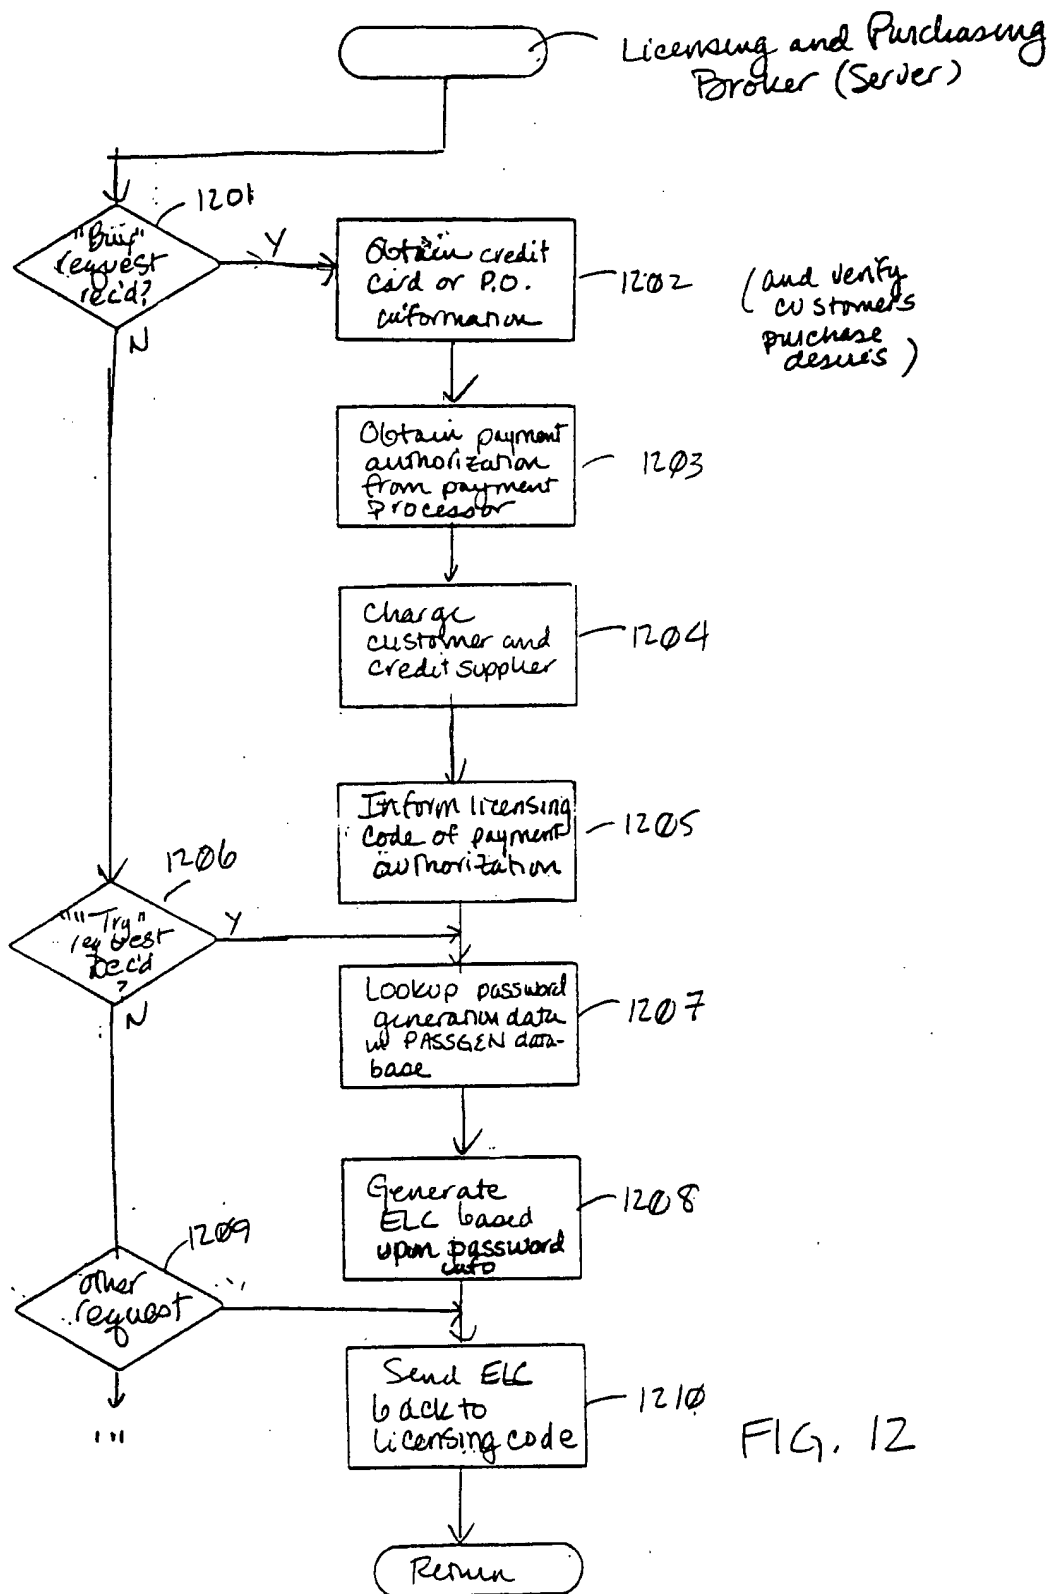 Licensing and Purchasing
Broker (Server)
1201
"Buy"
request
rec'd?
Y
N
Obtain credit
card or P.O.
information
1202
(and verify
customers
purchase
desires)
Obtain payment
authorization
from payment
processor
1203
Charge
customer and
credit supplier
1204
Inform licensing
code of payment
authorization
1205
1206
"Try"
request
rec'd
?
Y
N
Lookup password
generation data
in PASSGEN data-
base
1207
Generate
ELC based
upon password
info
1208
1209
other
request
Send ELC
back to
licensing code
1210
FIG. 12
Return